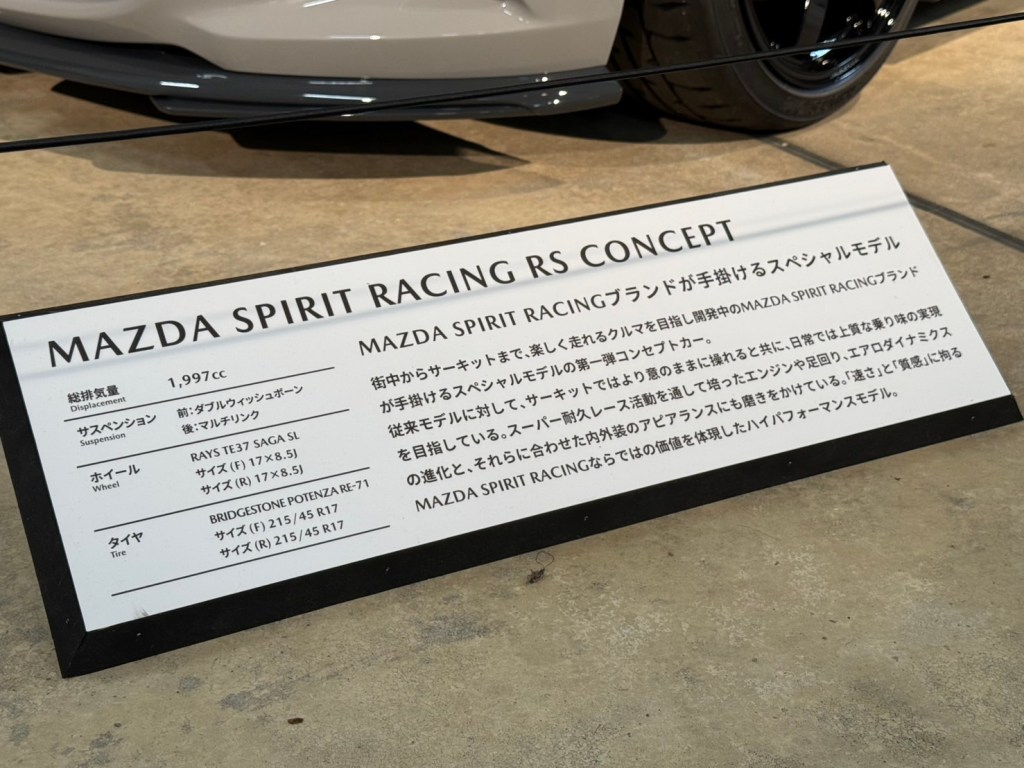 MAZDA SPIRIT RACING RS CONCEPT
総排気量
Displacement
1,997cc
サスペンション
Suspension
前:ダブルウィッシュボーン
後:マルチリンク
ホイール
Wheel
RAYS TE37 SAGA SL
サイズ (F) 17×8.5J
サイズ (R) 17×8.5J
タイヤ
Tire
BRIDGESTONE POTENZA RE-71
サイズ (F) 215/45 R17
サイズ (R) 215/45 R17
MAZDA SPIRIT RACINGブランドが手掛けるスペシャルモデル
街中からサーキットまで、楽しく走れるクルマを目指し開発中のMAZDA SPIRIT RACINGブランド
が手掛けるスペシャルモデルの第一弾コンセプトカー。
従来モデルに対して、サーキットではより意のままに操れると共に、日常では上質な乗り味の実現
を目指している。スーパー耐久レース活動を通して培ったエンジンや足回り、エアロダイナミクス
の進化と、それらに合わせた内外装のアピアランスにも磨きをかけている。「速さ」と「質感」に拘る
MAZDA SPIRIT RACINGならではの価値を体現したハイパフォーマンスモデル。